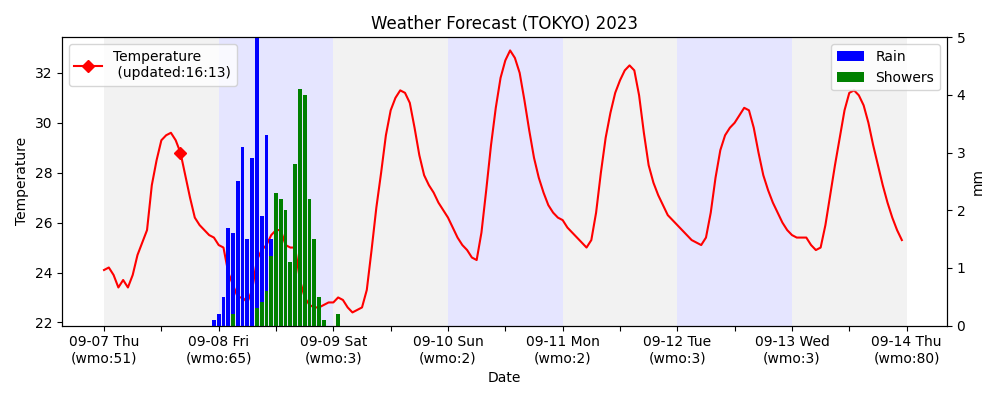 Weather Forecast (TOKYO) 2023
Temperature
(updated:16:13)
Rain
Showers
Temperature
32
30
28
26
24
22
5
4
3
2
1
0
mm
09-07 Thu
(wmo:51)
09-08 Fri
(wmo:65)
09-09 Sat
(wmo:3)
09-10 Sun
(wmo:2)
09-11 Mon
(wmo:2)
09-12 Tue
(wmo:3)
09-13 Wed
(wmo:3)
09-14 Thu
(wmo:80)
Date